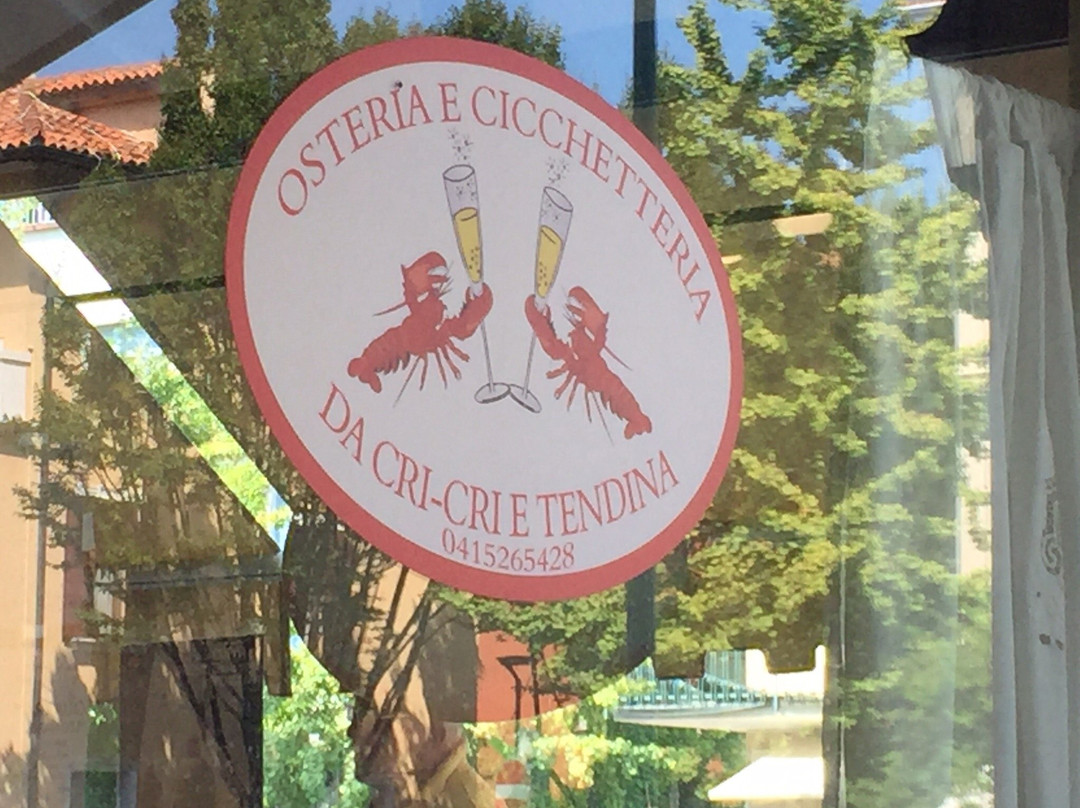 OSTERIA E CICCHETTERIA
DA CRI-CRI E TENDINA
0415265428